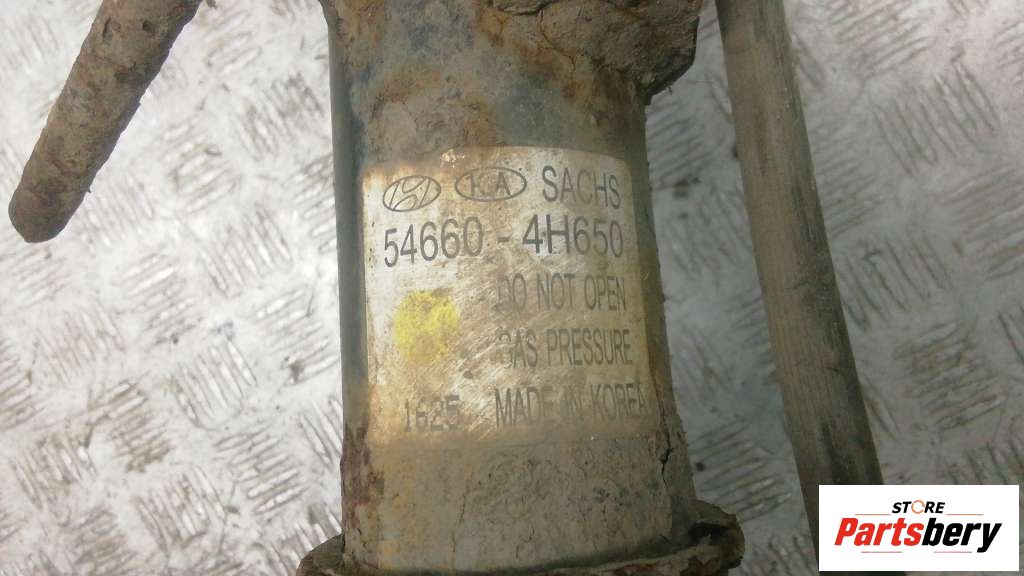 KIA SACHS
54660-4H650
DO NOT OPEN
GAS PRESSURE
1625 MADE IN KOREA
STORE
Partsbery